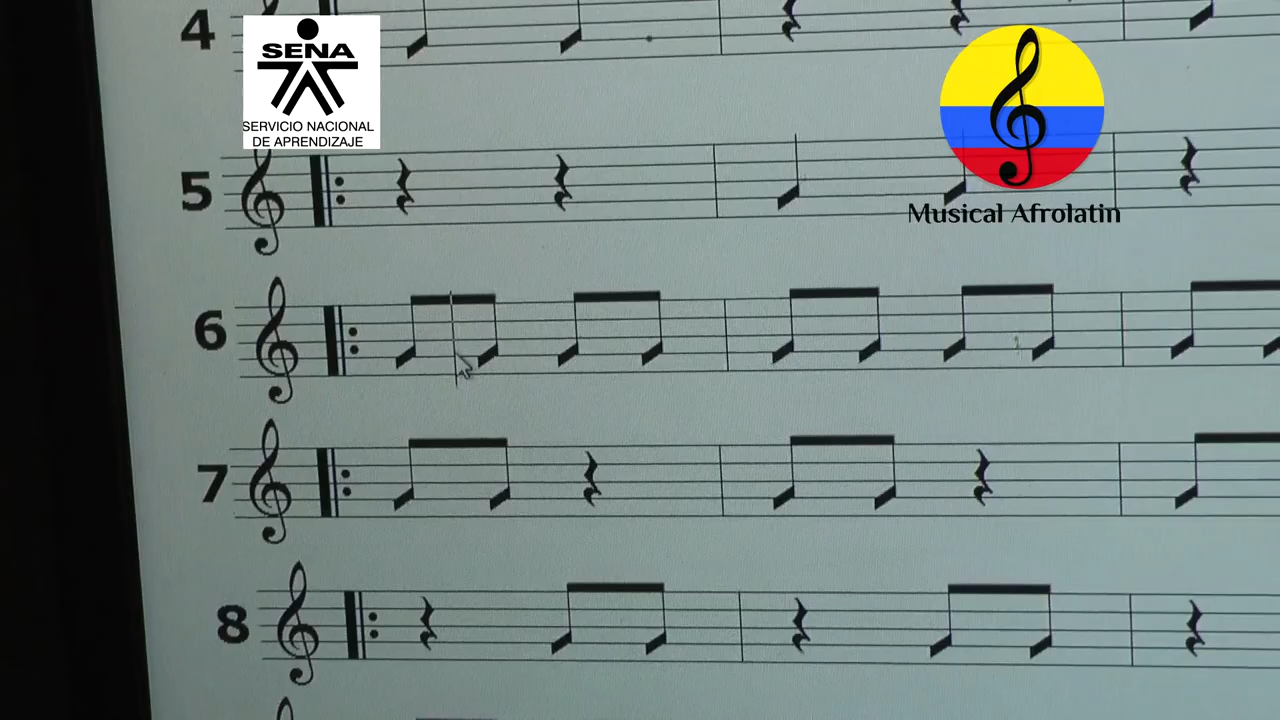 4
SENA
SERVICIO NACIONAL
DE APRENDIZAJE
5
Musical Afrolatin
6
7
8